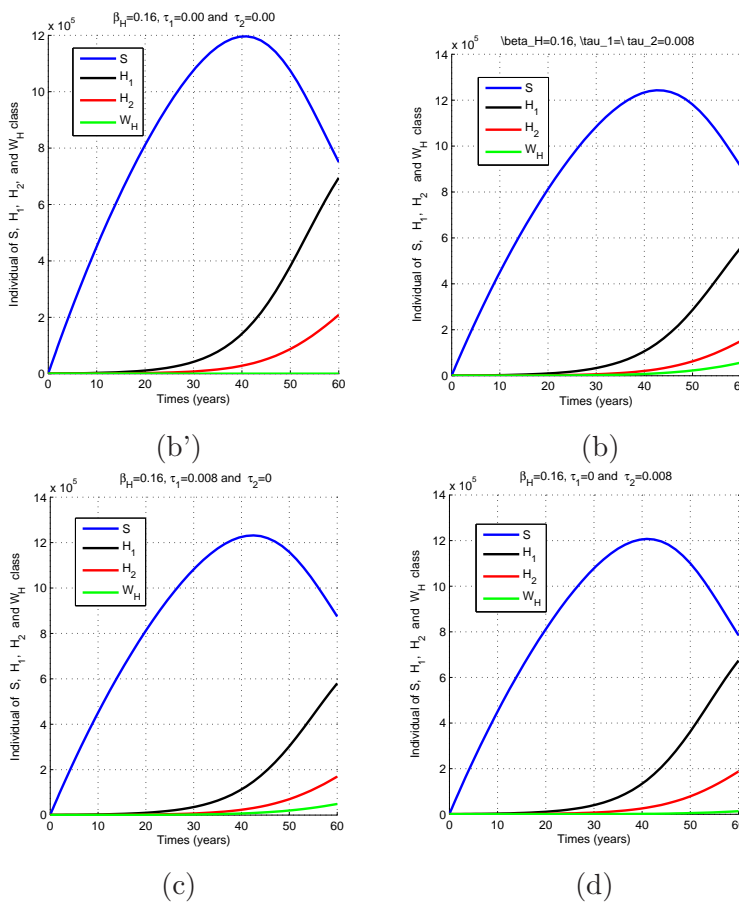 β_H=0.16, τ_1=0.00 and τ_2=0.00
x 10^5
12
10
8
6
4
2
0
0 10 20 30 40 50 60
Times (years)
Individual of S, H_1, H_2, and W_H class
S
H_1
H_2
W_H
(b')
\beta_H=0.16, \tau_1=\ tau_2=0.008
x 10^5
14
12
10
8
6
4
2
0
0 10 20 30 40 50 60
Times (years)
Individual of S, H_1, H_2 and W_H class
S
H_1
H_2
W_H
(b)
β_H=0.16, τ_1=0.008 and τ_2=0
x 10^5
14
12
10
8
6
4
2
0
0 10 20 30 40 50 60
Times (years)
Individual of S, H_1, H_2 and W_H class
S
H_1
H_2
W_H
(c)
β_H=0.16, τ_1=0 and τ_2=0.008
x 10^5
14
12
10
8
6
4
2
0
0 10 20 30 40 50 60
Times (years)
Individual of S, H_1, H_2 and W_H class
S
H_1
H_2
W_H
(d)